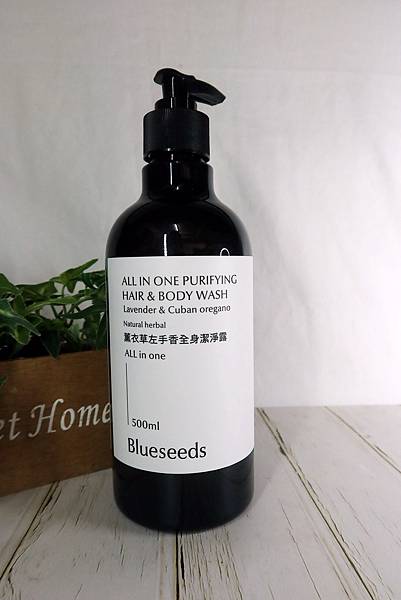 ALL IN ONE PURIFYING
HAIR & BODY WASH
Lavender & Cuban oregano
Natural herbal
薰衣草左手香全身潔淨露
ALL in one
500ml
Blueseeds
et Home